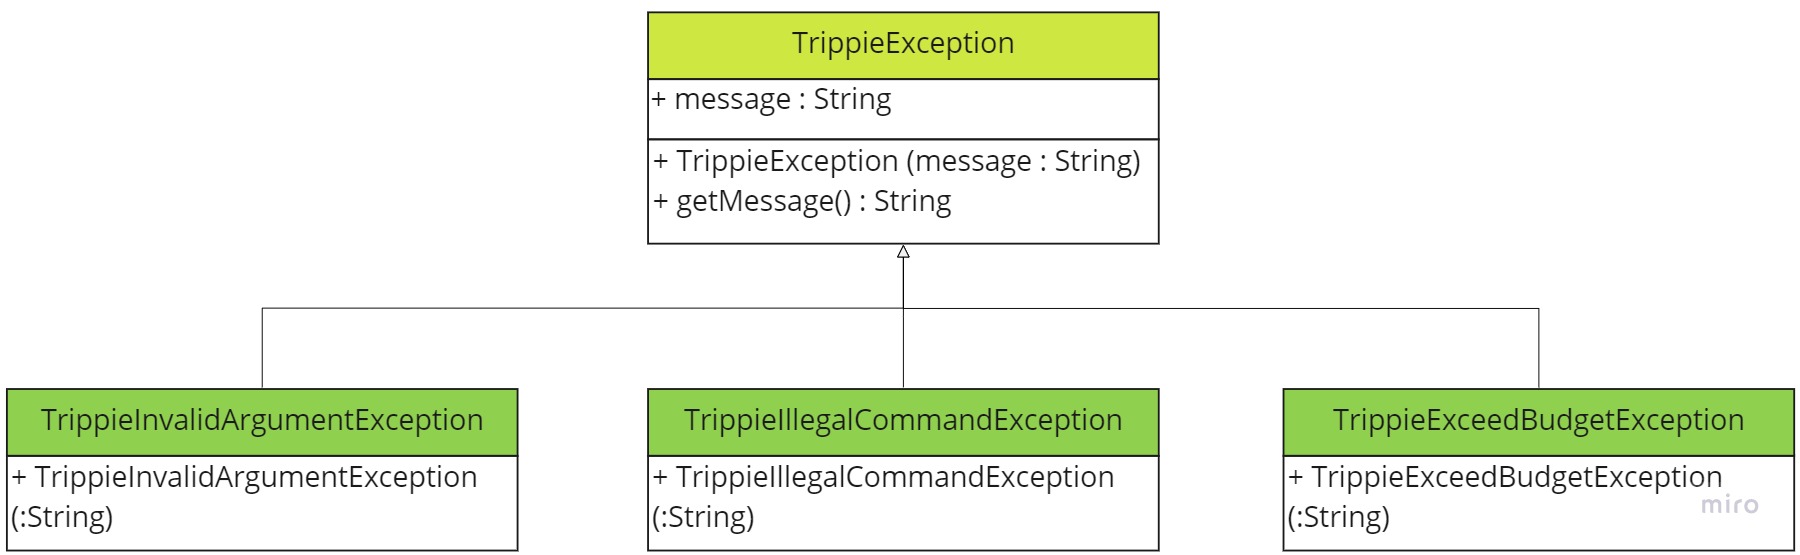 TrippieException
+ message : String
+ TrippieException (message : String)
+ getMessage() : String
TrippieInvalidArgumentException
+ TrippieInvalidArgumentException
(:String)
TrippieIllegalCommandException
+ TrippieIllegalCommandException
(:String)
TrippieExceedBudgetException
+ TrippieExceedBudgetException
(:String)
miro